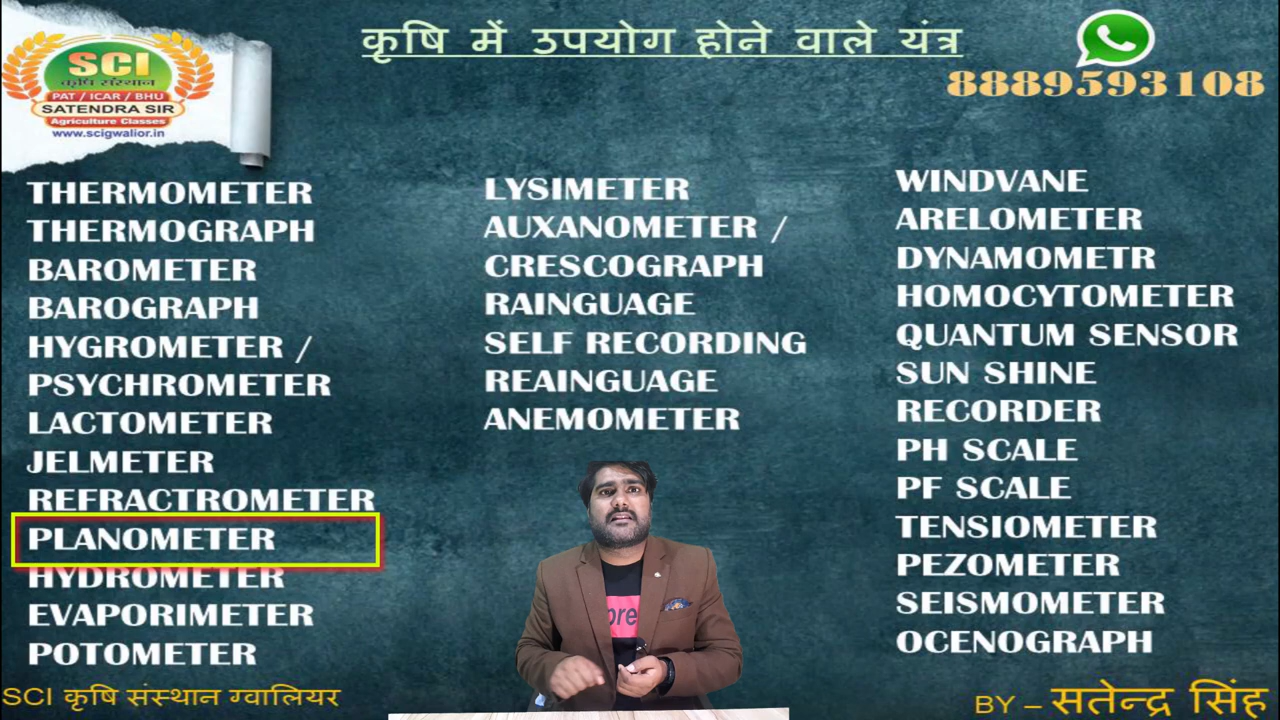 कृषि में उपयोग होने वाले यंत्र
8889593108
SCI
कृषि संस्थान
PAT / ICAR / BHU
SATENDRA SIR
Agriculture Classes
www.scigwalior.in
THERMOMETER
THERMOGRAPH
BAROMETER
BAROGRAPH
HYGROMETER /
PSYCHROMETER
LACTOMETER
JELMETER
REFRACTROMETER
PLANOMETER
HYDROMETER
EVAPORIMETER
POTOMETER
LYSIMETER
AUXANOMETER /
CRESCOGRAPH
RAINGUAGE
SELF RECORDING
REAINGUAGE
ANEMOMETER
WINDVANE
ARELOMETER
DYNAMOMETR
HOMOCYTOMETER
QUANTUM SENSOR
SUN SHINE
RECORDER
PH SCALE
PF SCALE
TENSIOMETER
PEZOMETER
SEISMOMETER
OCENOGRAPH
SCI कृषि संस्थान ग्वालियर
BY – सतेन्द्र सिंह